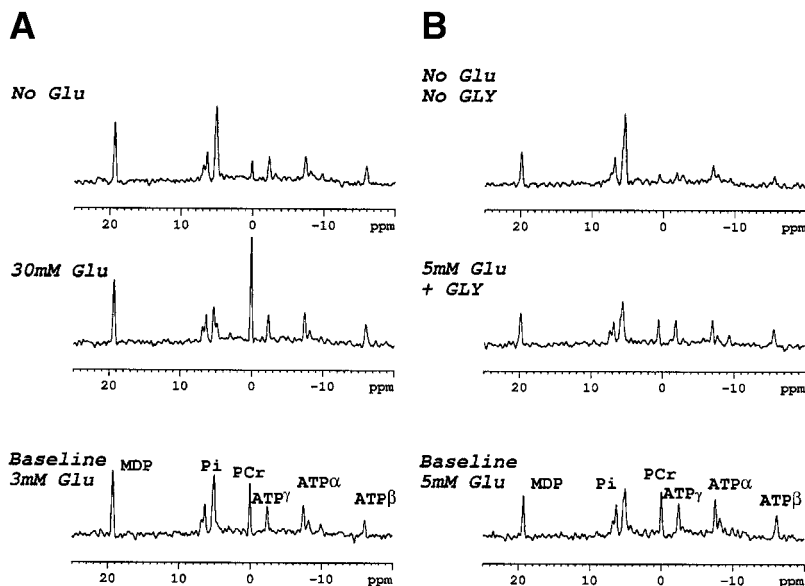 A
No Glu
20 10 0 -10 ppm
30mM Glu
20 10 0 -10 ppm
Baseline
3mM Glu
MDP Pi PCr ATPγ ATPα ATPβ
20 10 0 -10 ppm
B
No Glu
No GLY
20 10 0 -10 ppm
5mM Glu
+ GLY
20 10 0 -10 ppm
Baseline
5mM Glu
MDP Pi PCr ATPγ ATPα ATPβ
20 10 0 -10 ppm